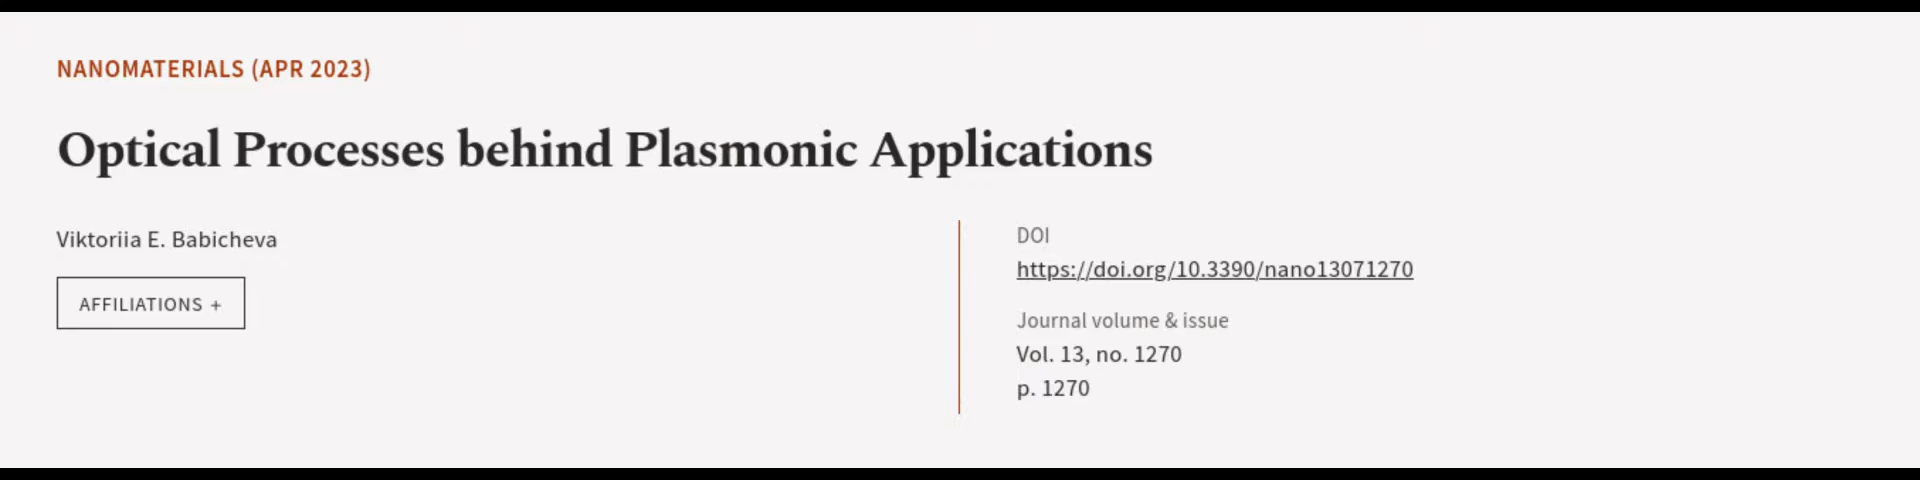 NANOMATERIALS (APR 2023)
Optical Processes behind Plasmonic Applications
Viktoriia E. Babicheva
AFFILIATIONS +
DOI
https://doi.org/10.3390/nano13071270
Journal volume & issue
Vol. 13, no. 1270
p. 1270